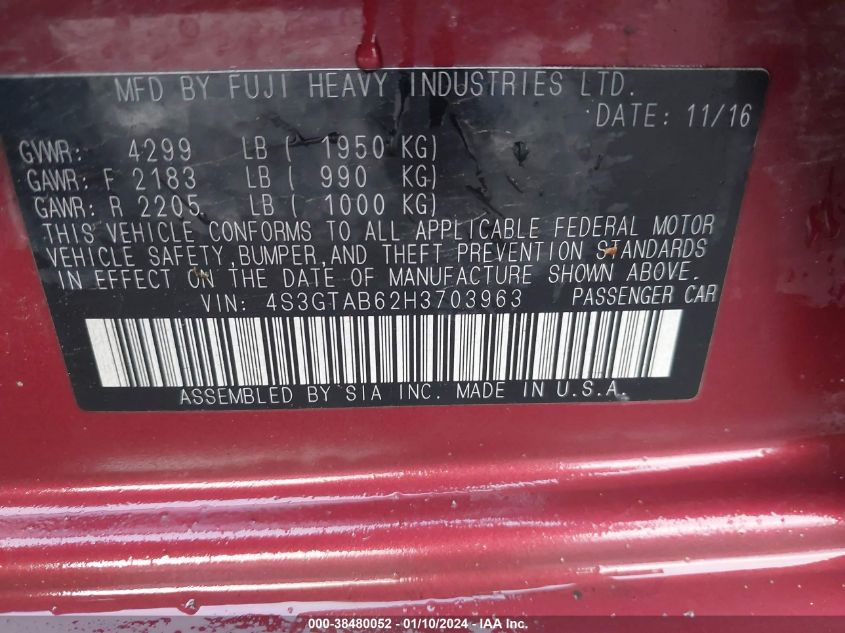 MFD BY FUJI HEAVY INDUSTRIES LTD.
DATE: 11/16
GVWR: 4299 LB ( 1950 KG)
GAWR: F 2183 LB ( 990 KG)
GAWR: R 2205 LB ( 1000 KG)
THIS VEHICLE CONFORMS TO ALL APPLICABLE FEDERAL MOTOR
VEHICLE SAFETY,BUMPER,AND THEFT PREVENTION STANDARDS
IN EFFECT ON THE DATE OF MANUFACTURE SHOWN ABOVE.
VIN: 4S3GTAB62H3703963 PASSENGER CAR
ASSEMBLED BY SIA INC. MADE IN U.S.A.
000-38480052 - 01/10/2024 - IAA Inc.